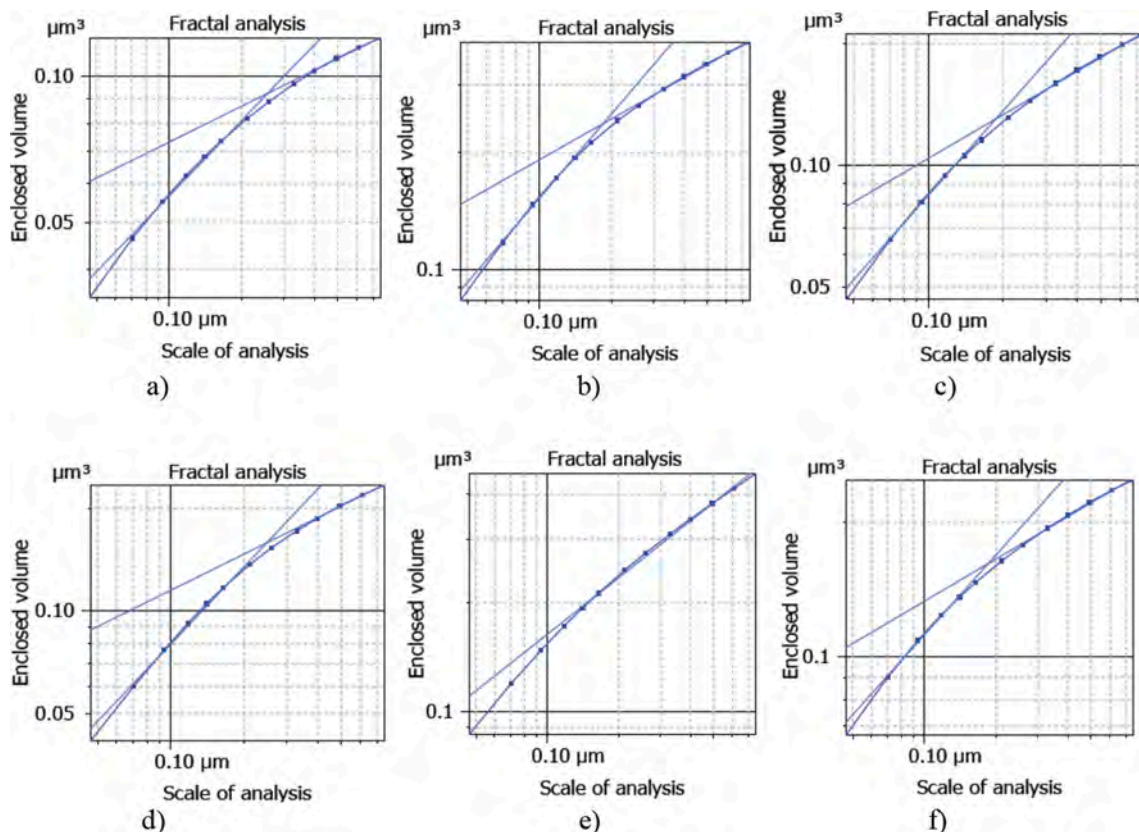 µm³
Fractal analysis
0.10
0.05
Enclosed volume
0.10 µm
Scale of analysis
a)
µm³
Fractal analysis
0.1
Enclosed volume
0.10 µm
Scale of analysis
b)
µm³
Fractal analysis
0.10
0.05
Enclosed volume
0.10 µm
Scale of analysis
c)
µm³
Fractal analysis
0.10
0.05
Enclosed volume
0.10 µm
Scale of analysis
d)
µm³
Fractal analysis
0.1
Enclosed volume
0.10 µm
Scale of analysis
e)
µm³
Fractal analysis
0.1
Enclosed volume
0.10 µm
Scale of analysis
f)